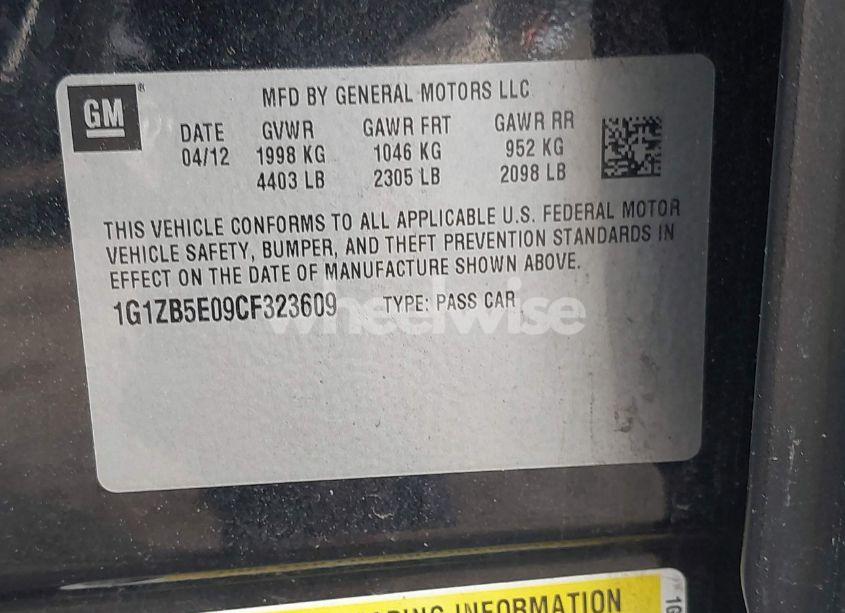 GM
MFD BY GENERAL MOTORS LLC
DATE GVWR GAWR FRT GAWR RR
04/12 1998 KG 1046 KG 952 KG
4403 LB 2305 LB 2098 LB
THIS VEHICLE CONFORMS TO ALL APPLICABLE U.S. FEDERAL MOTOR
VEHICLE SAFETY, BUMPER, AND THEFT PREVENTION STANDARDS IN
EFFECT ON THE DATE OF MANUFACTURE SHOWN ABOVE.
1G1ZB5E09CF323609 TYPE: PASS CAR
wheelwise
INFORMATION